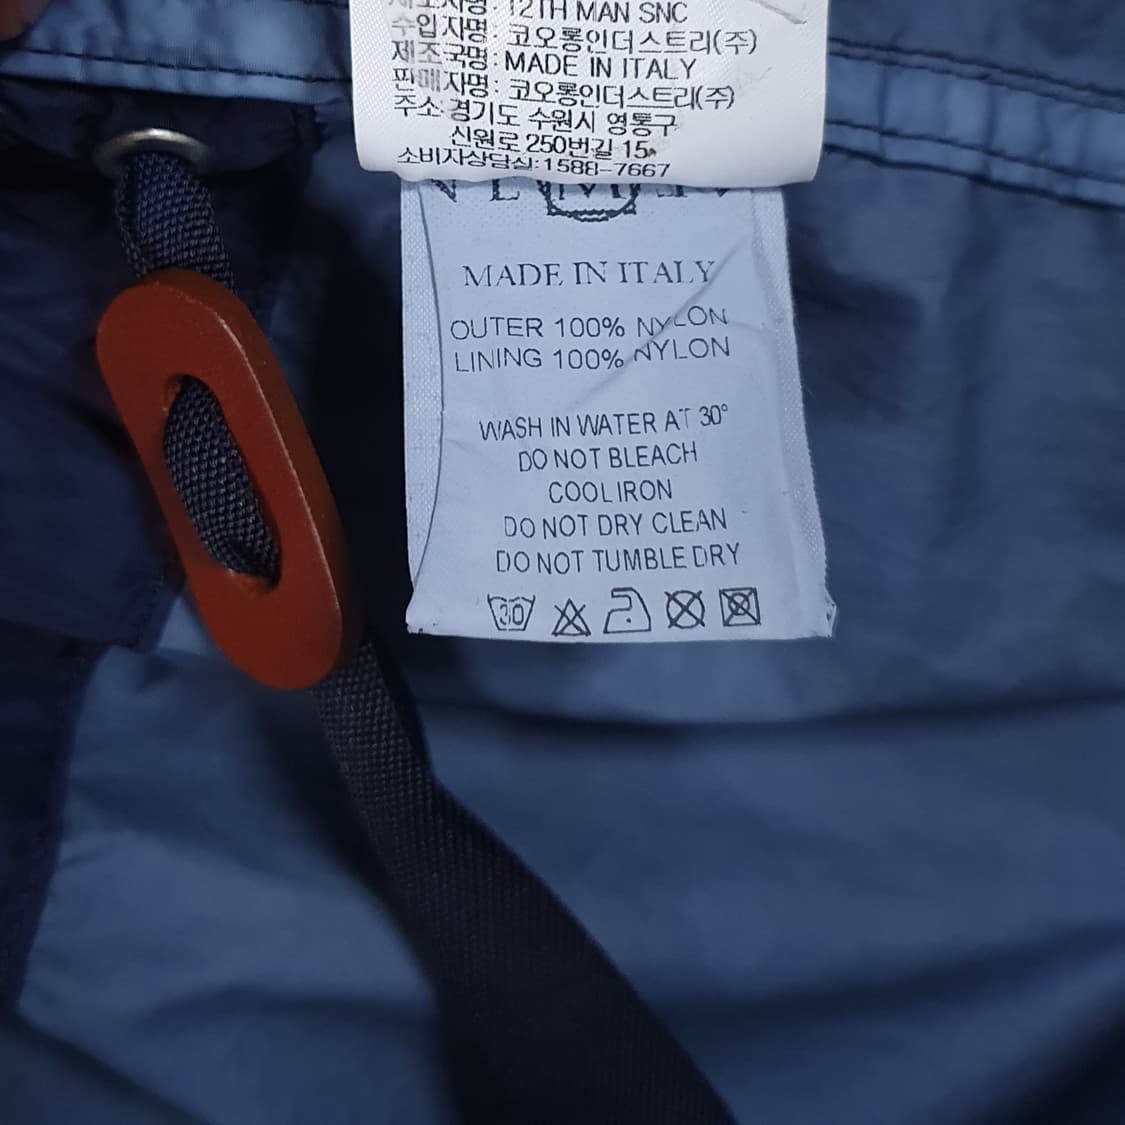 제조자명: 12TH MAN SNC
수입자명: 코오롱인더스트리(주)
제조국명: MADE IN ITALY
판매자명: 코오롱인더스트리(주)
주소:경기도 수원시 영통구
신원로 250번길 15
소비자상담실:1588-7667
MADE IN ITALY
OUTER 100% NYLON
LINING 100% NYLON
WASH IN WATER AT 30°
DO NOT BLEACH
COOL IRON
DO NOT DRY CLEAN
DO NOT TUMBLE DRY
30